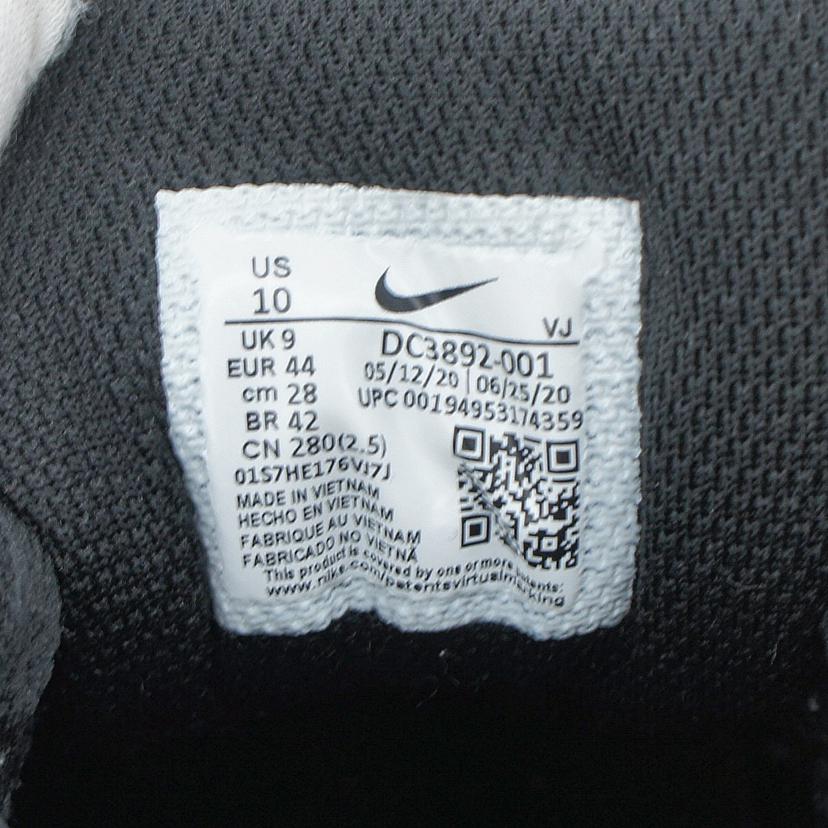 US
10
VJ
UK 9
EUR 44
cm 28
BR 42
CN 280(2.5)
01S7HE176VJ7J
DC3892-001
05/12/20 | 06/25/20
UPC 00194953174359
MADE IN VIETNAM
HECHO EN VIETNAM
FABRIQUE AU VIETNAM
FABRICADO NO VIETNÃ
This product is covered by one or more patents:
www.nike.com/patentsvirtualmarking